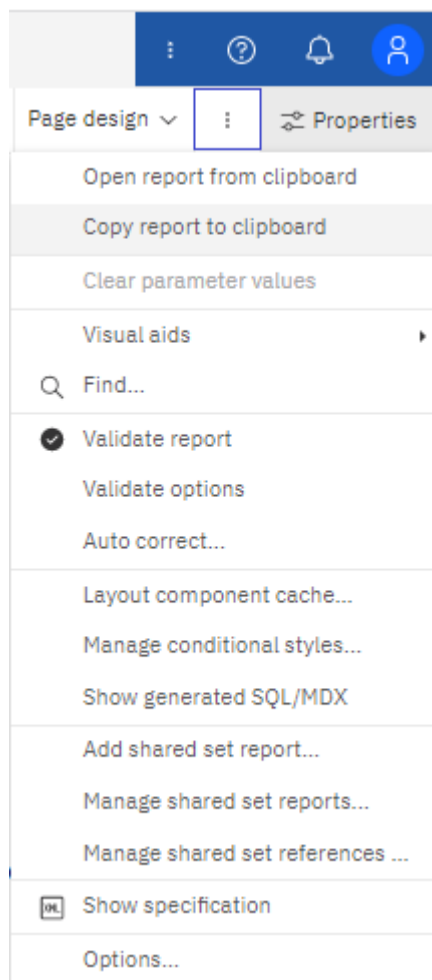 Page design
Properties
Open report from clipboard
Copy report to clipboard
Clear parameter values
Visual aids
Find...
Validate report
Validate options
Auto correct...
Layout component cache...
Manage conditional styles...
Show generated SQL/MDX
Add shared set report...
Manage shared set reports...
Manage shared set references ...
Show specification
Options...